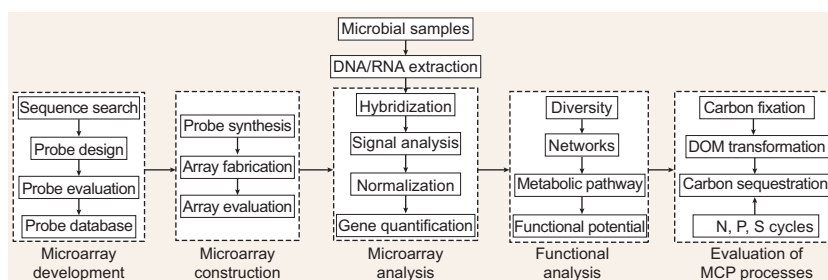 Microbial samples
DNA/RNA extraction
Sequence search
Probe design
Probe evaluation
Probe database
Microarray
development
Probe synthesis
Array fabrication
Array evaluation
Microarray
construction
Hybridization
Signal analysis
Normalization
Gene quantification
Microarray
analysis
Diversity
Networks
Metabolic pathway
Functional potential
Functional
analysis
Carbon fixation
DOM transformation
Carbon sequestration
N, P, S cycles
Evaluation of
MCP processes